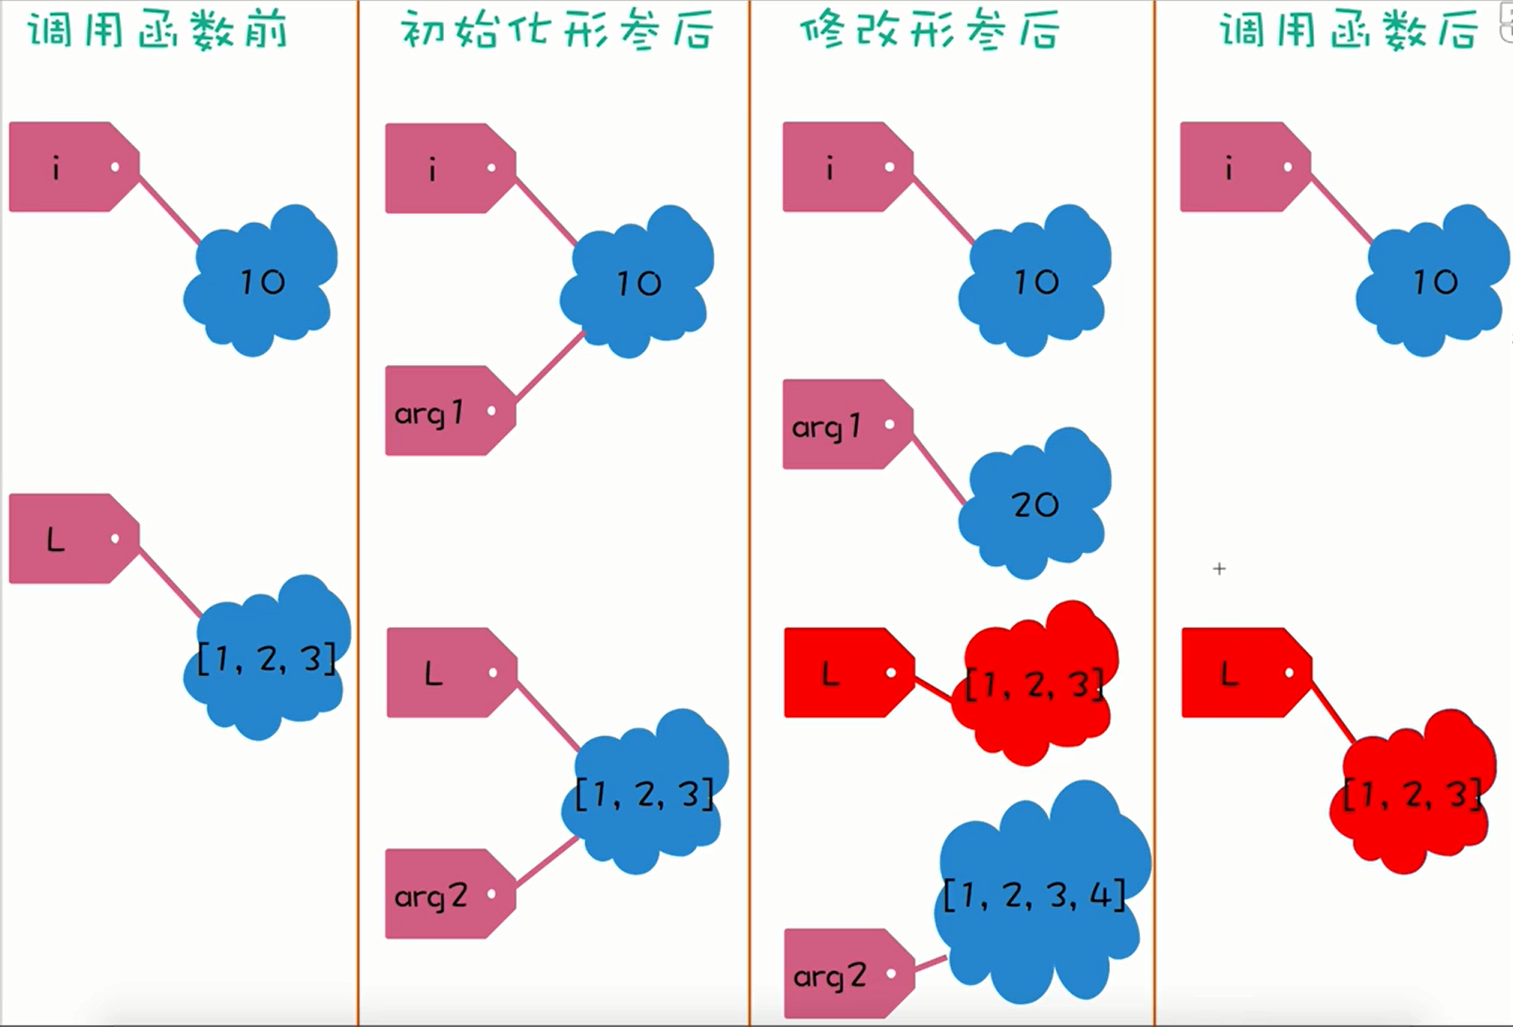 调用函数前
i
10
L
[1, 2, 3]
初始化形参后
i
10
arg1
L
[1, 2, 3]
arg2
修改形参后
i
10
arg1
20
L
[1, 2, 3]
[1, 2, 3, 4]
arg2
调用函数后
i
10
L
[1, 2, 3]